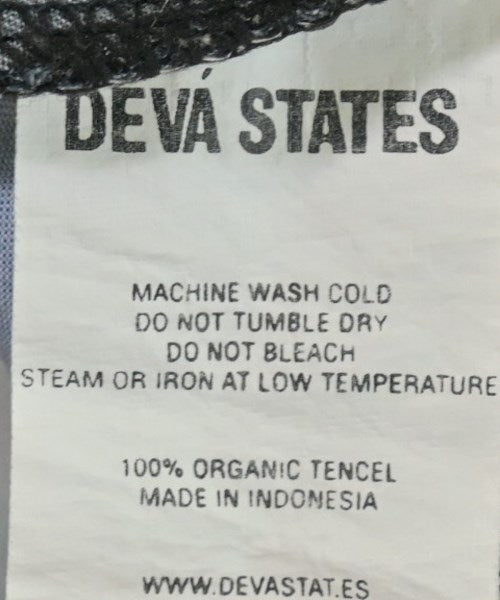 DEVÁ STATES
MACHINE WASH COLD
DO NOT TUMBLE DRY
DO NOT BLEACH
STEAM OR IRON AT LOW TEMPERATURE
100% ORGANIC TENCEL
MADE IN INDONESIA
WWW.DEVASTAT.ES